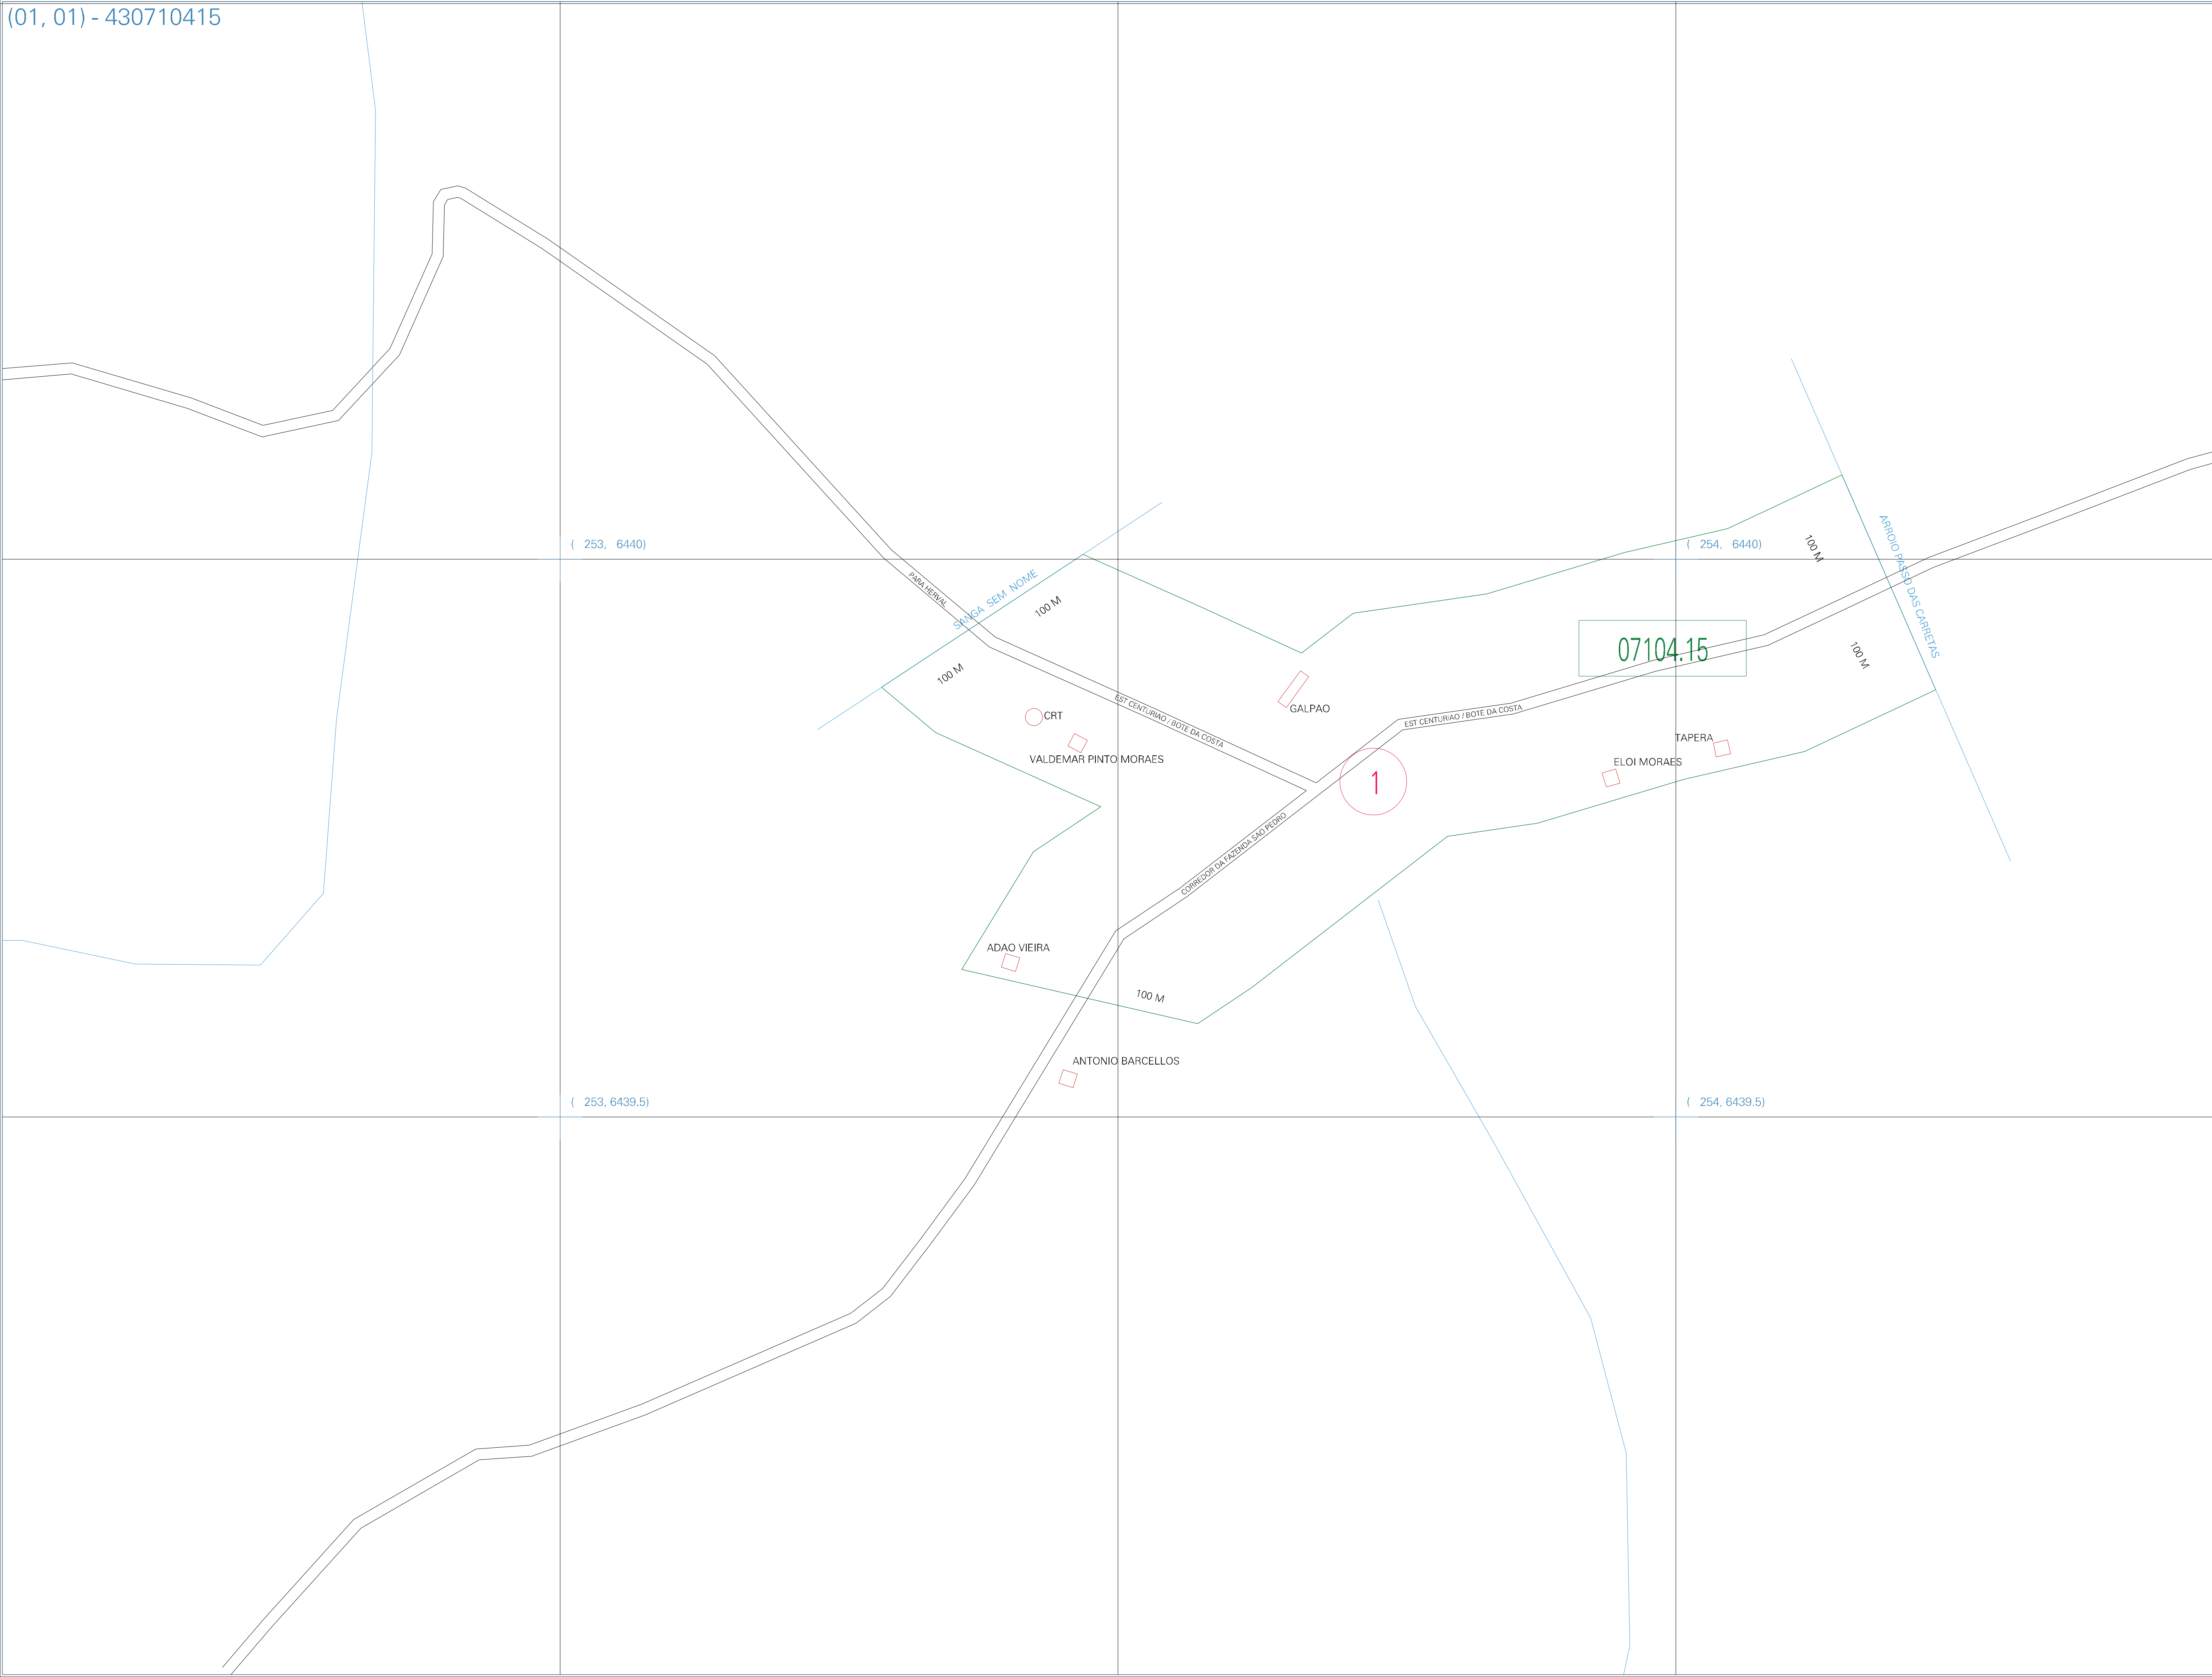 (01, 01) - 430710415
( 253, 6440)
( 254, 6440)
ARROIO PASSO DAS CARRETAS
100 M
PARA HERVAL
SANGA SEM NOME
100 M
07104.15
100 M
100 M
CRT
EST CENTURIAO / BOTE DA COSTA
GALPAO
EST CENTURIAO / BOTE DA COSTA
TAPERA
VALDEMAR PINTO MORAES
ELOI MORAES
1
CORREDOR DA FAZENDA SAO PEDRO
ADAO VIEIRA
100 M
ANTONIO BARCELLOS
( 253, 6439.5)
( 254, 6439.5)